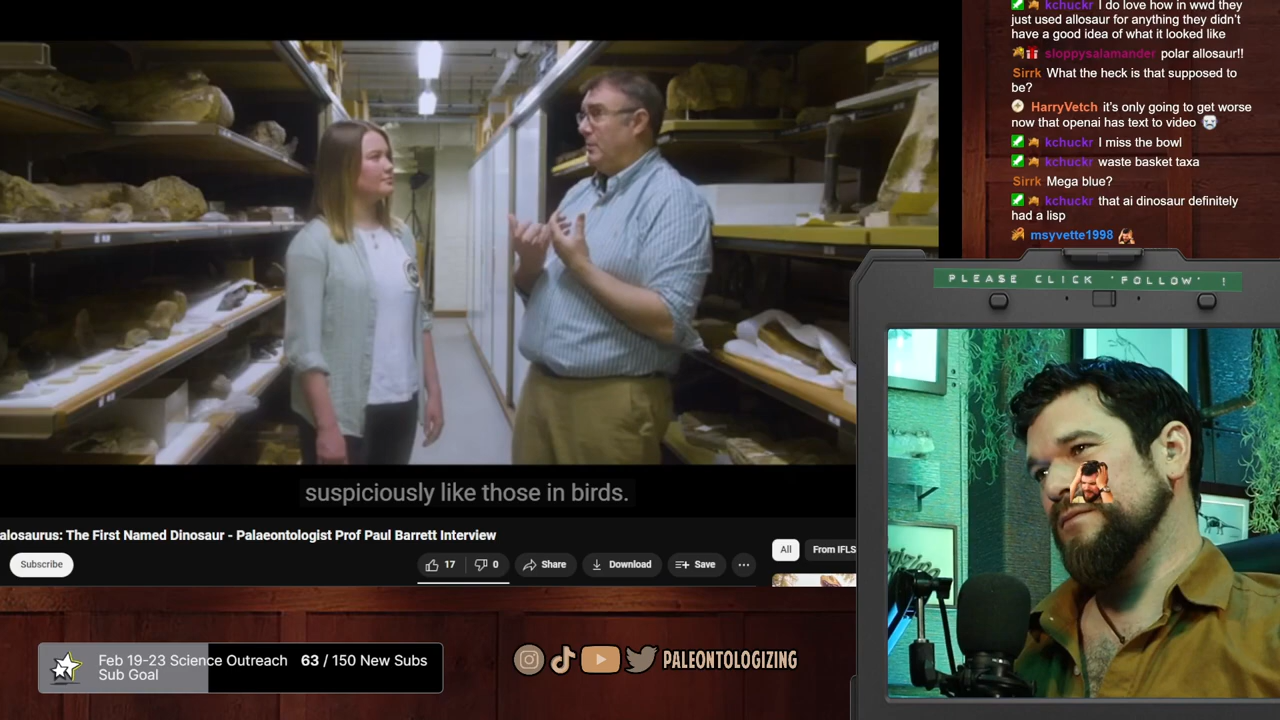 kchuckr I do love how in wwd they
just used allosaur for anything they didn't
have a good idea of what it looked like
sloppysalamander polar allosaur!!
Sirrk What the heck is that supposed to
be?
HarryVetch it's only going to get worse
now that openai has text to video
kchuckr I miss the bowl
kchuckr waste basket taxa
Sirrk Mega blue?
kchuckr that ai dinosaur definitely
had a lisp
msyvette1998
PLEASE CLICK 'FOLLOW' !
suspiciously like those in birds.
alosaurus: The First Named Dinosaur - Palaeontologist Prof Paul Barrett Interview
Subscribe
17
0
Share
Download
Save
All
From IFLS
Feb 19-23 Science Outreach
Sub Goal
63 / 150 New Subs
PALEONTOLOGIZING